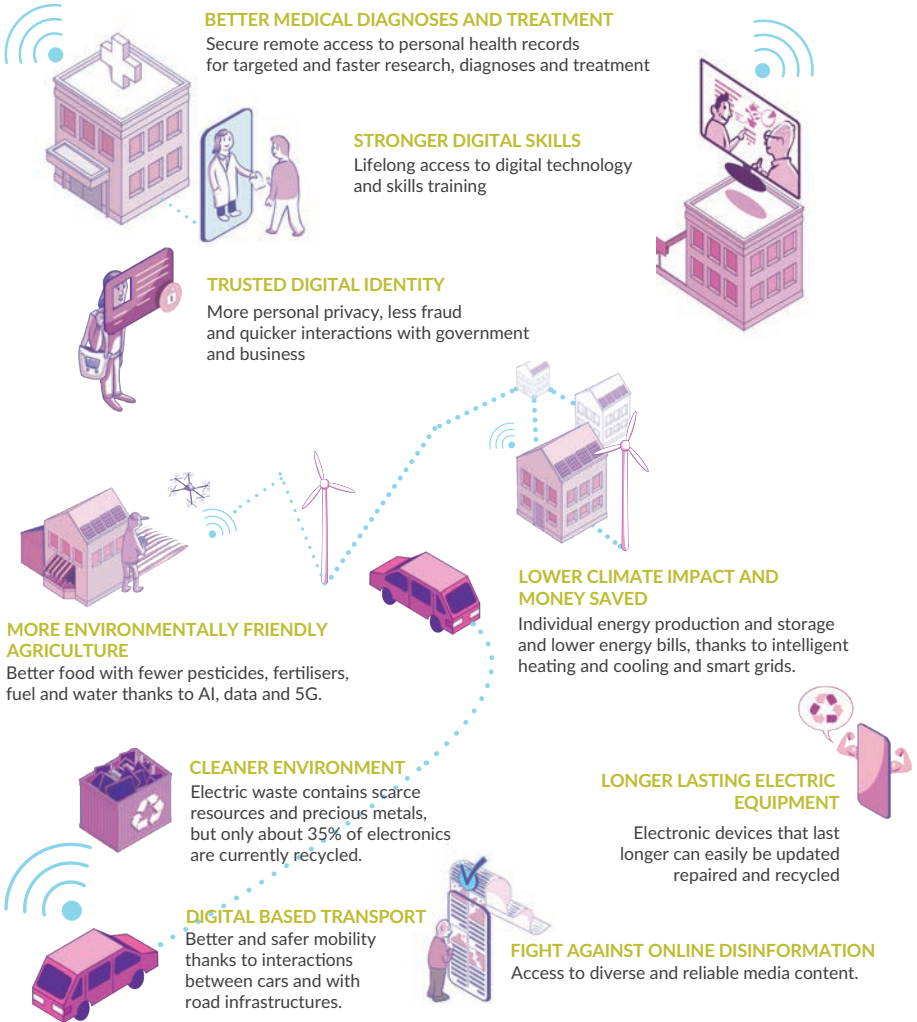 BETTER MEDICAL DIAGNOSES AND TREATMENT
Secure remote access to personal health records
for targeted and faster research, diagnoses and treatment
STRONGER DIGITAL SKILLS
Lifelong access to digital technology
and skills training
TRUSTED DIGITAL IDENTITY
More personal privacy, less fraud
and quicker interactions with government
and business
LOWER CLIMATE IMPACT AND
MONEY SAVED
Individual energy production and storage
and lower energy bills, thanks to intelligent
heating and cooling and smart grids.
MORE ENVIRONMENTALLY FRIENDLY
AGRICULTURE
Better food with fewer pesticides, fertilisers,
fuel and water thanks to AI, data and 5G.
CLEANER ENVIRONMENT
Electric waste contains scarce
resources and precious metals,
but only about 35% of electronics
are currently recycled.
LONGER LASTING ELECTRIC
EQUIPMENT
Electronic devices that last
longer can easily be updated
repaired and recycled
DIGITAL BASED TRANSPORT
Better and safer mobility
thanks to interactions
between cars and with
road infrastructures.
FIGHT AGAINST ONLINE DISINFORMATION
Access to diverse and reliable media content.